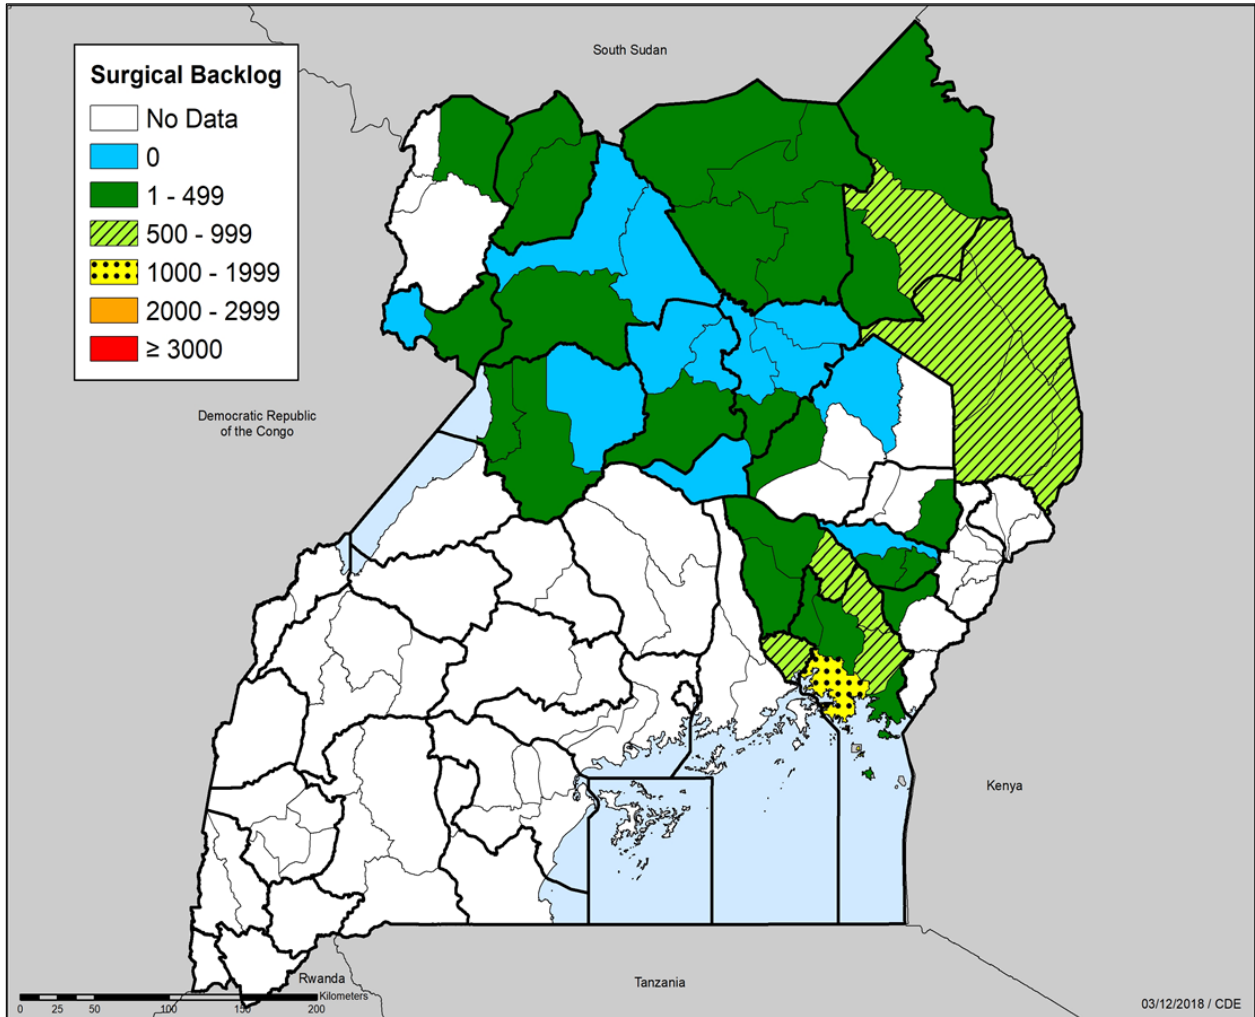 South Sudan
Surgical Backlog
No Data
0
1 - 499
500 - 999
1000 - 1999
2000 - 2999
≥ 3000
Democratic Republic
of the Congo
Kenya
Rwanda
Tanzania
Kilometers
0 25 50 100 150 200
03/12/2018 / CDE